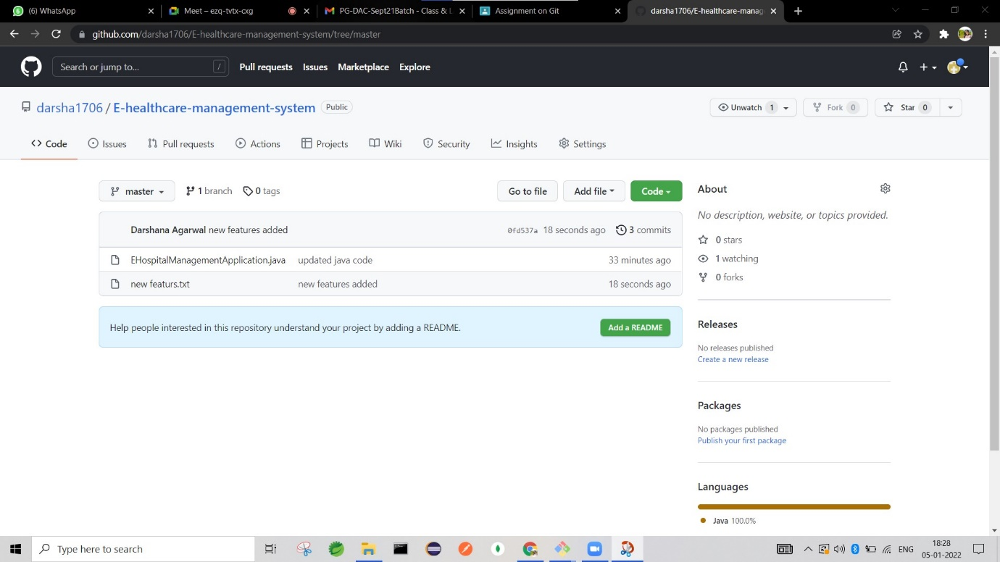 (6) WhatsApp
Meet – ezq-tvtx-cxg
PG-DAC-Sept21Batch - Class & L
Assignment on Git
darsha1706/E-healthcare-manag
github.com/darsha1706/E-healthcare-management-system/tree/master
Search or jump to... /
Pull requests Issues Marketplace Explore
darsha1706 / E-healthcare-management-system Public
Unwatch 1 Fork 0 Star 0
Code Issues Pull requests Actions Projects Wiki Security Insights Settings
master 1 branch 0 tags Go to file Add file Code
Darshana Agarwal new features added 0fd537a 18 seconds ago 3 commits
EHospitalManagementApplication.java updated java code 33 minutes ago
new featurs.txt new features added 18 seconds ago
Help people interested in this repository understand your project by adding a README. Add a README
About
No description, website, or topics provided.
0 stars
1 watching
0 forks
Releases
No releases published
Create a new release
Packages
No packages published
Publish your first package
Languages
Java 100.0%
Type here to search
ENG
18:28
05-01-2022